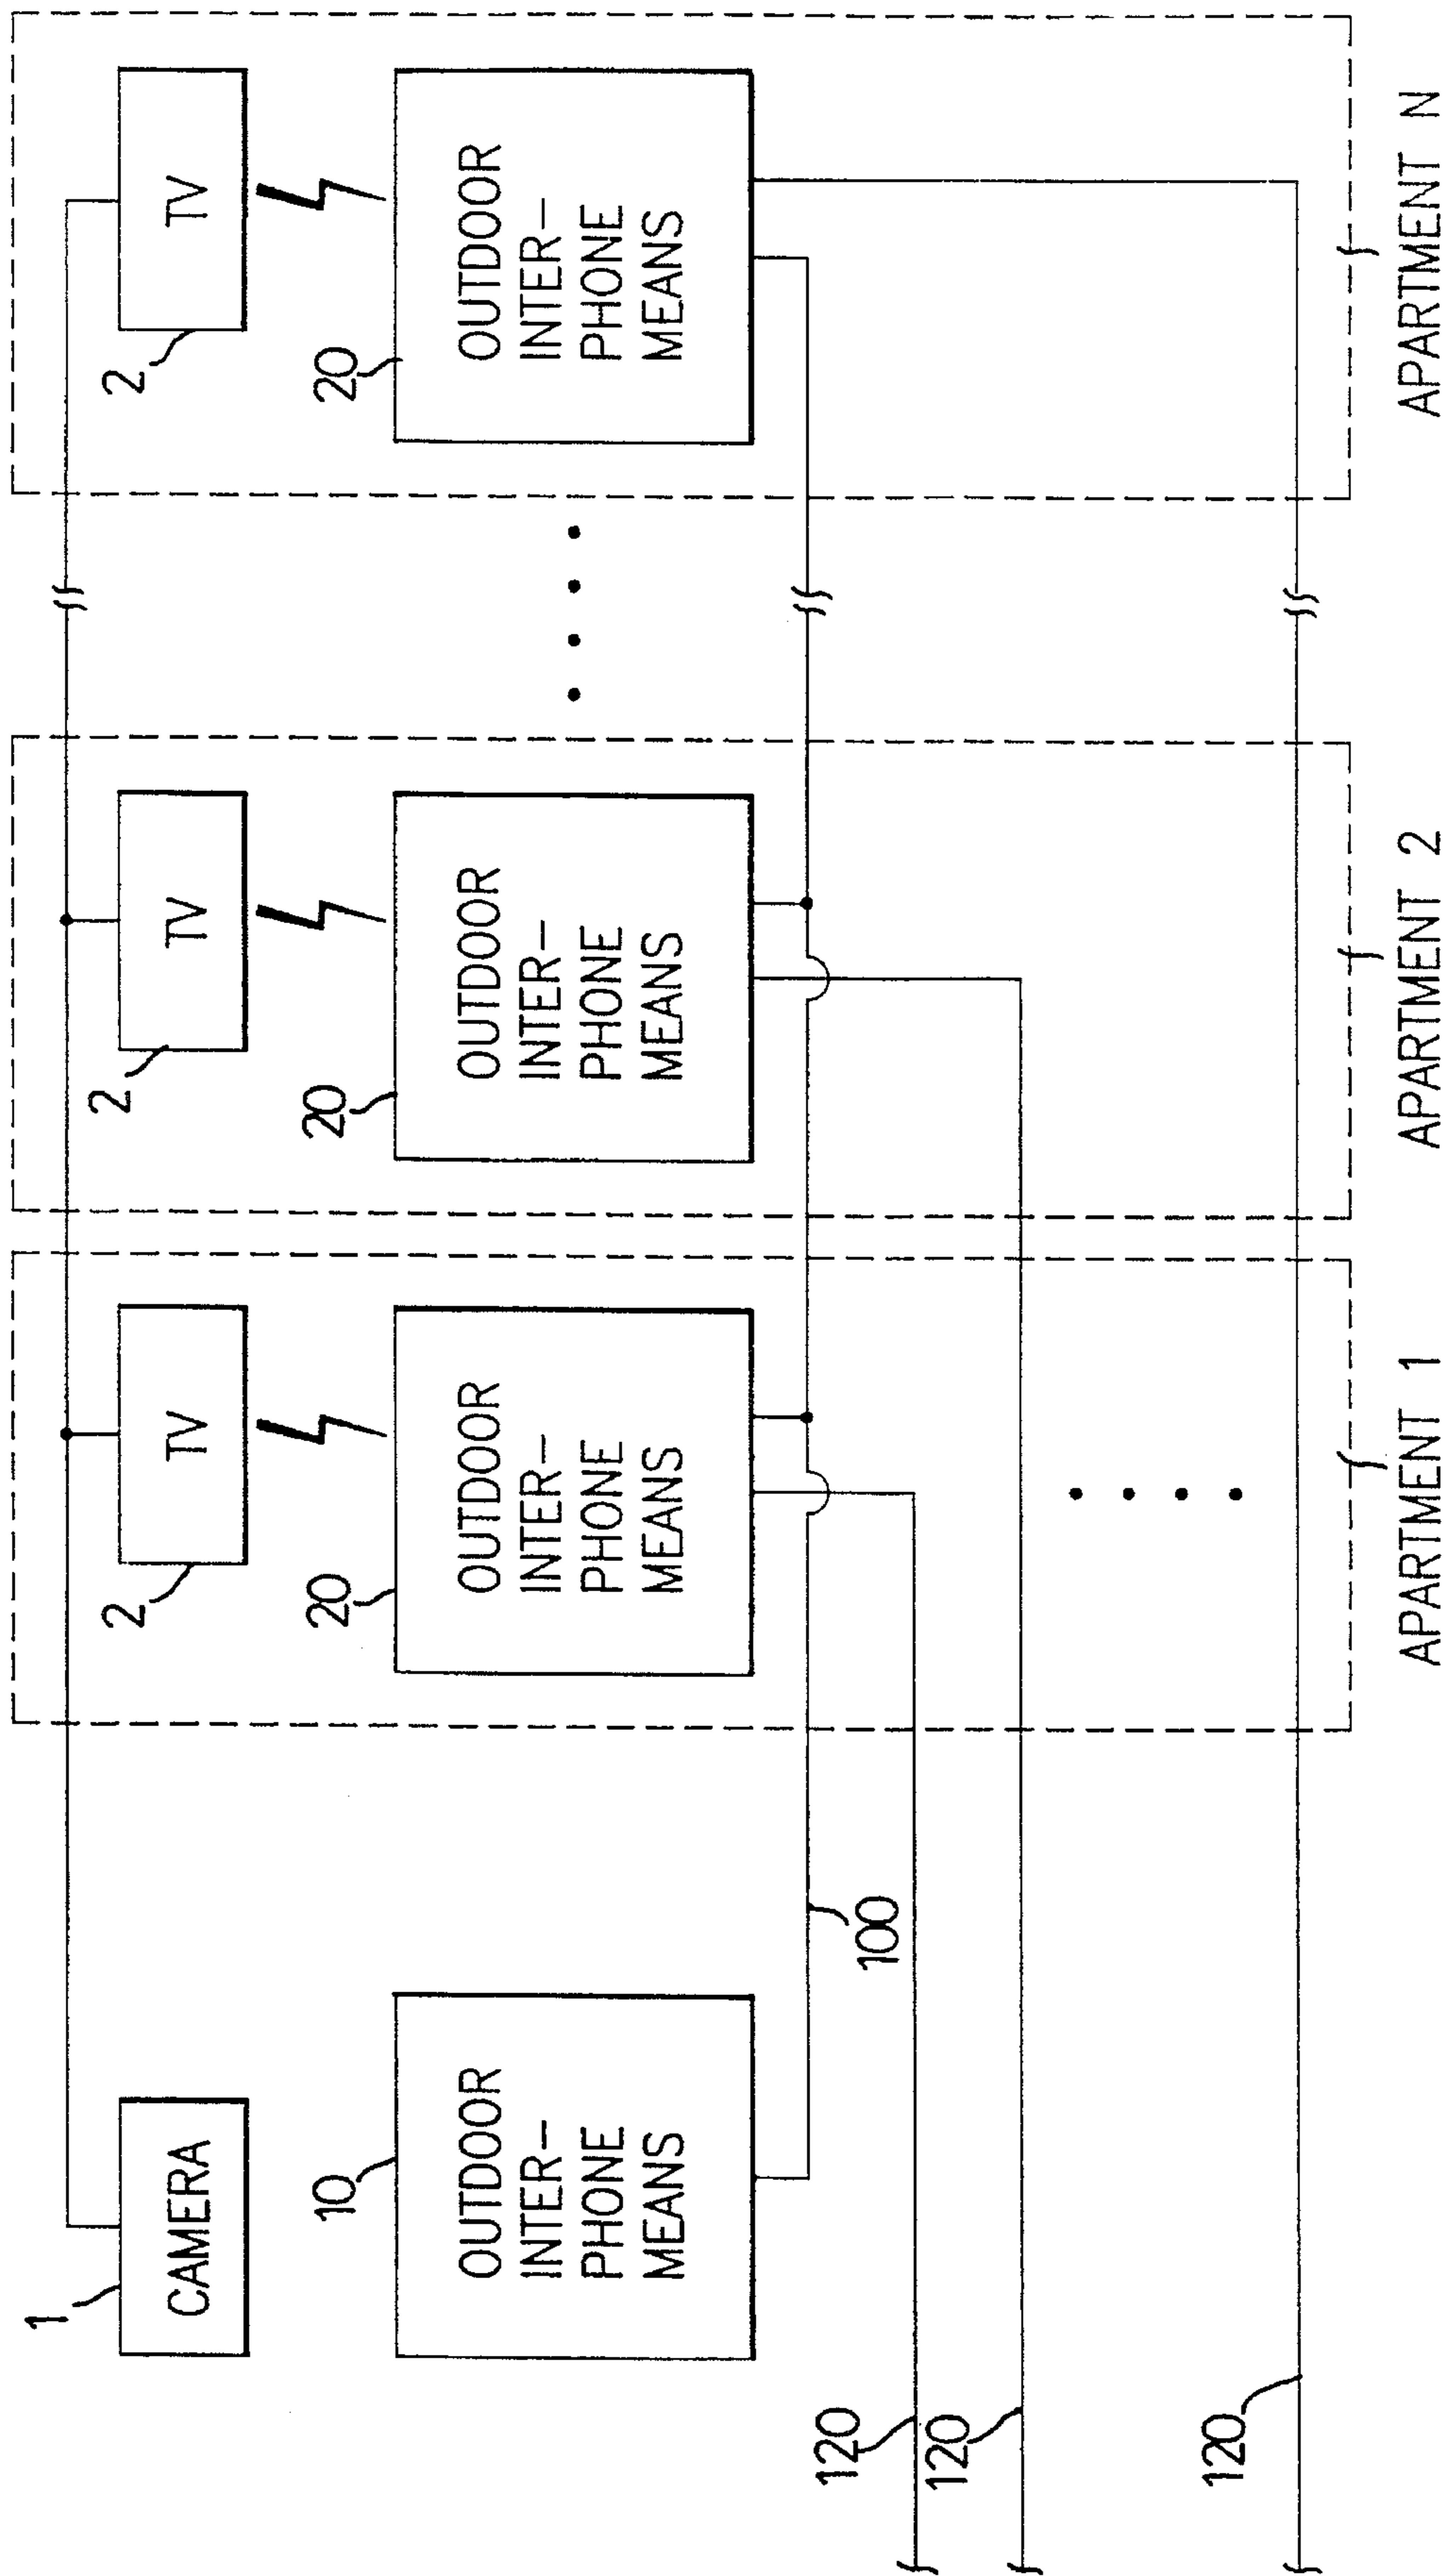 1
CAMERA
2
TV
2
TV
2
TV
10
OUTDOOR
INTER-
PHONE
MEANS
20
OUTDOOR
INTER-
PHONE
MEANS
20
OUTDOOR
INTER-
PHONE
MEANS
20
OUTDOOR
INTER-
PHONE
MEANS
100
120
120
120
APARTMENT 1
APARTMENT 2
APARTMENT N